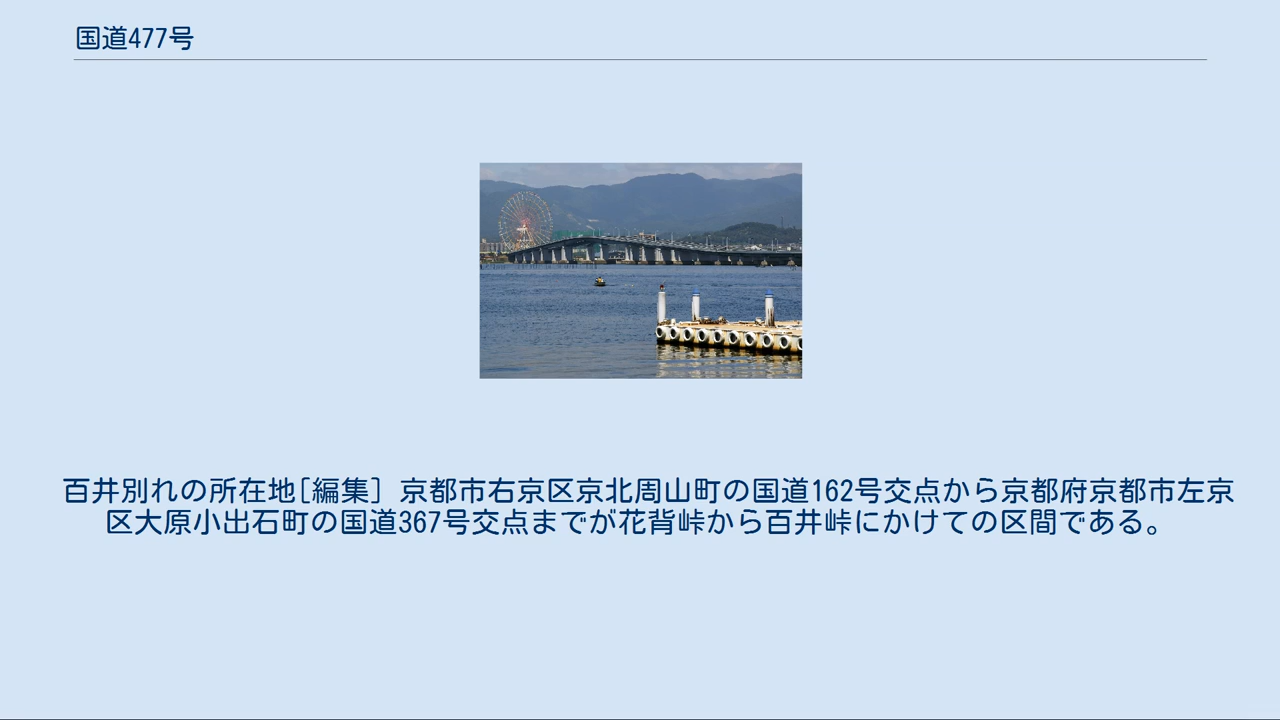 国道477号
百井別れの所在地[編集] 京都市右京区京北周山町の国道162号交点から京都府京都市左京
区大原小出石町の国道367号交点までが花背峠から百井峠にかけての区間である。